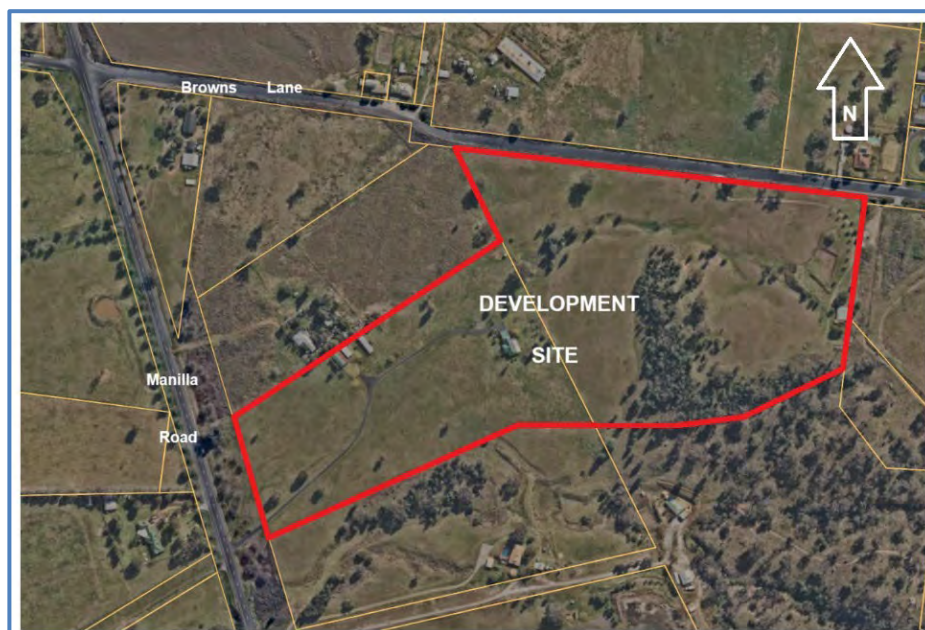 Browns Lane
N
DEVELOPMENT
SITE
Manilla
Road